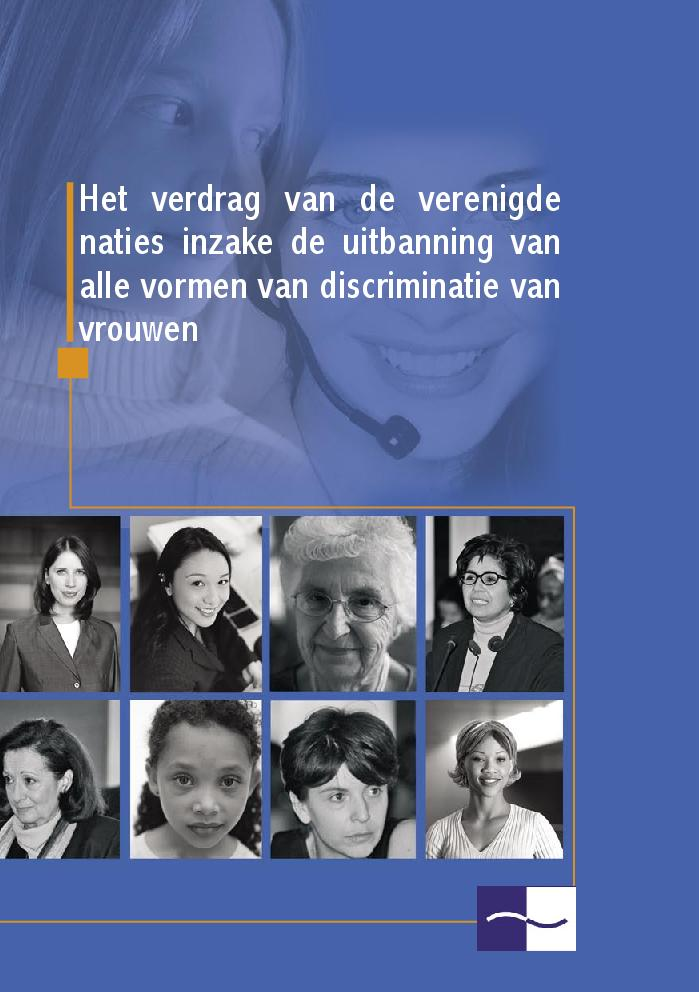 Het verdrag van de verenigde
naties inzake de uitbanning van
alle vormen van discriminatie van
vrouwen